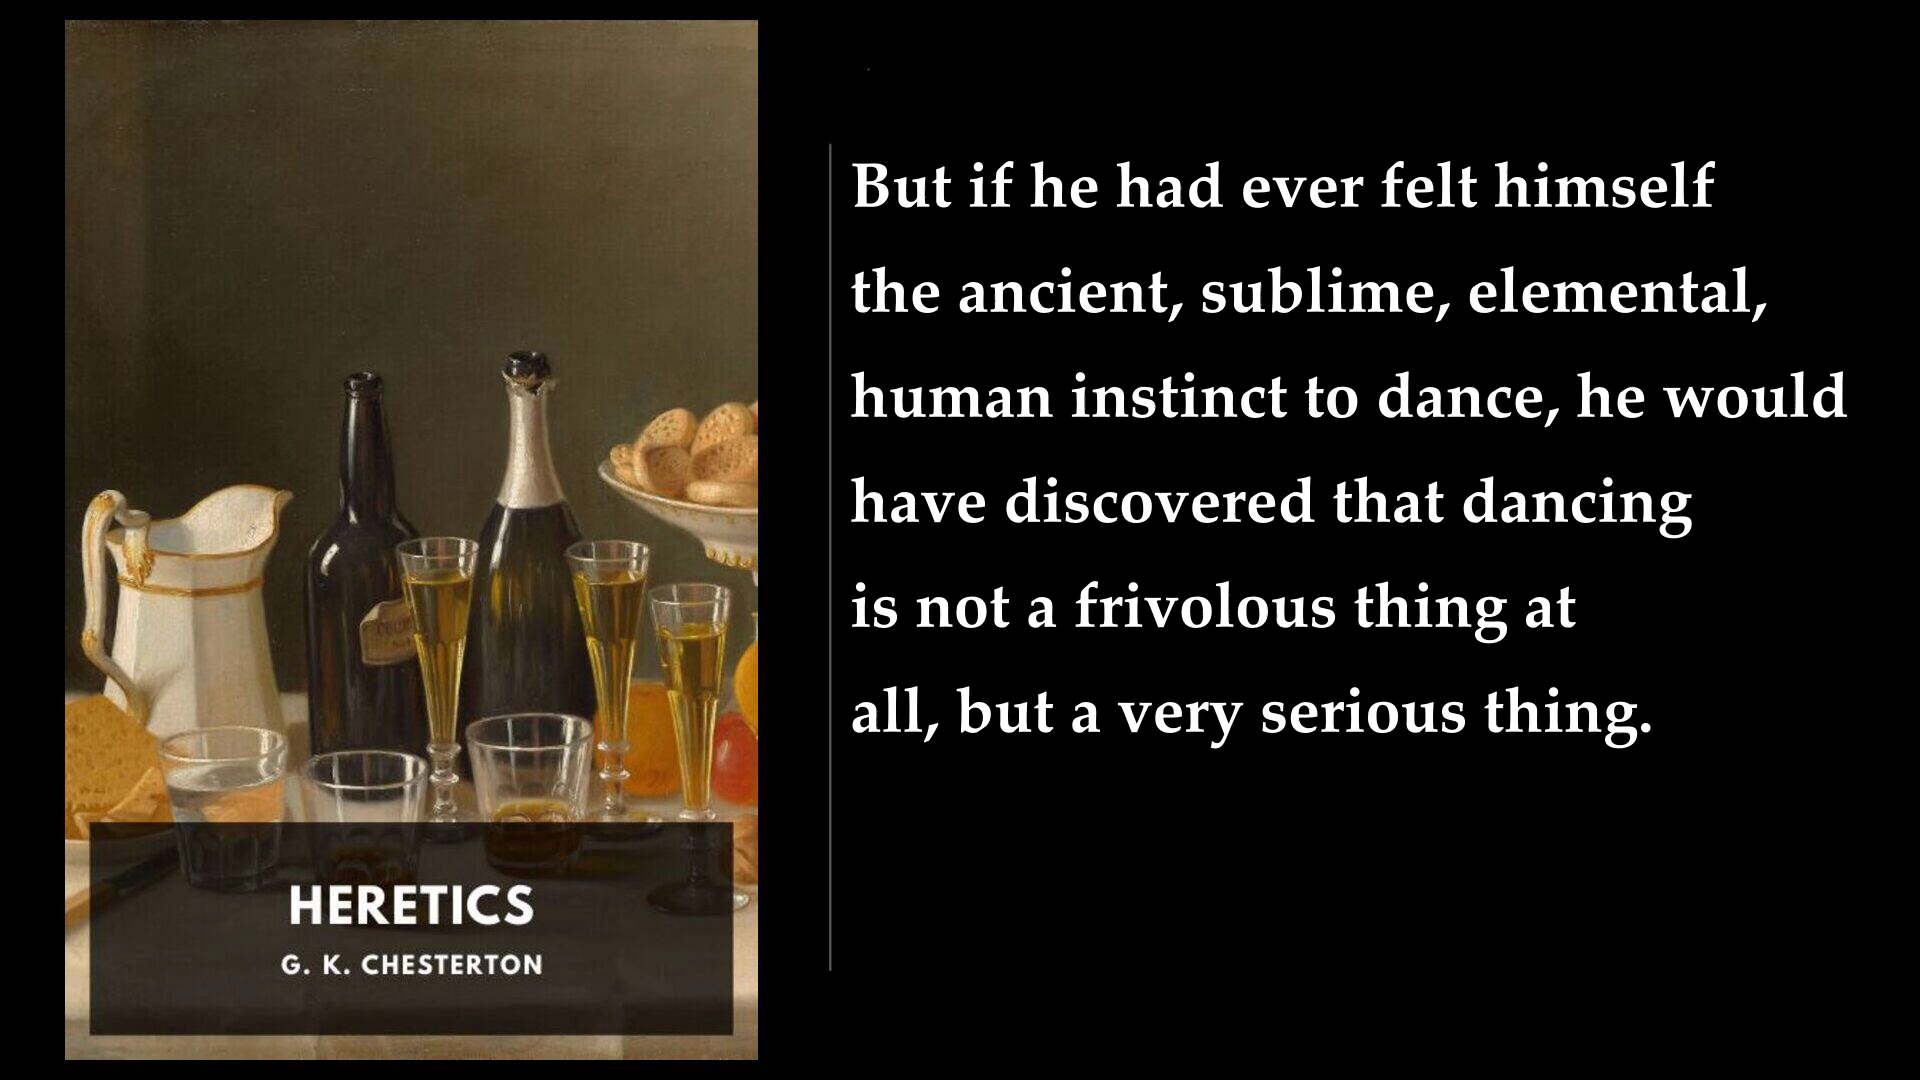 But if he had ever felt himself
the ancient, sublime, elemental,
human instinct to dance, he would
have discovered that dancing
is not a frivolous thing at
all, but a very serious thing.
HERETICS
G. K. CHESTERTON